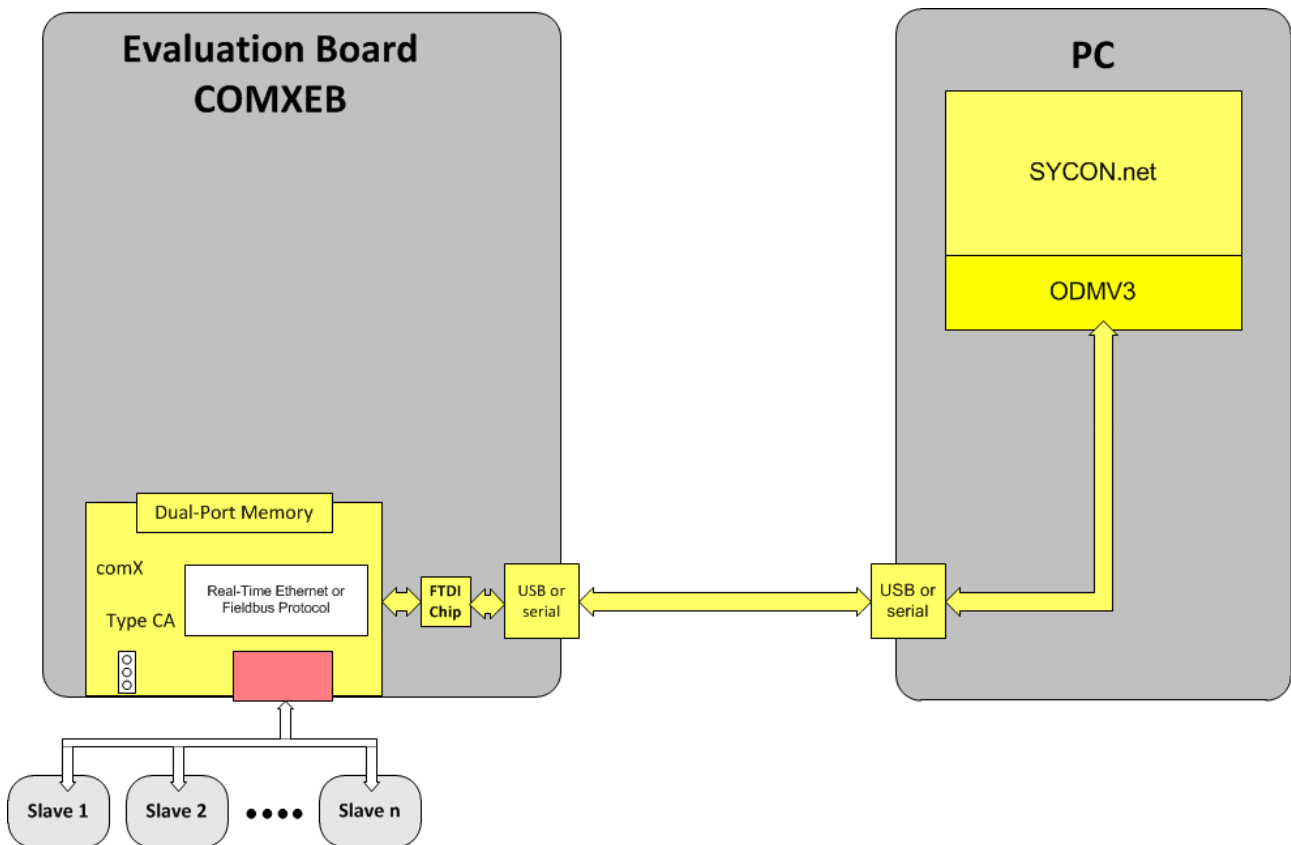 Evaluation Board
COMXEB
PC
SYCON.net
ODMV3
Dual-Port Memory
comX
Real-Time Ethernet or
Fieldbus Protocol
Type CA
FTDI
Chip
USB or
serial
USB or
serial
Slave 1
Slave 2
Slave n